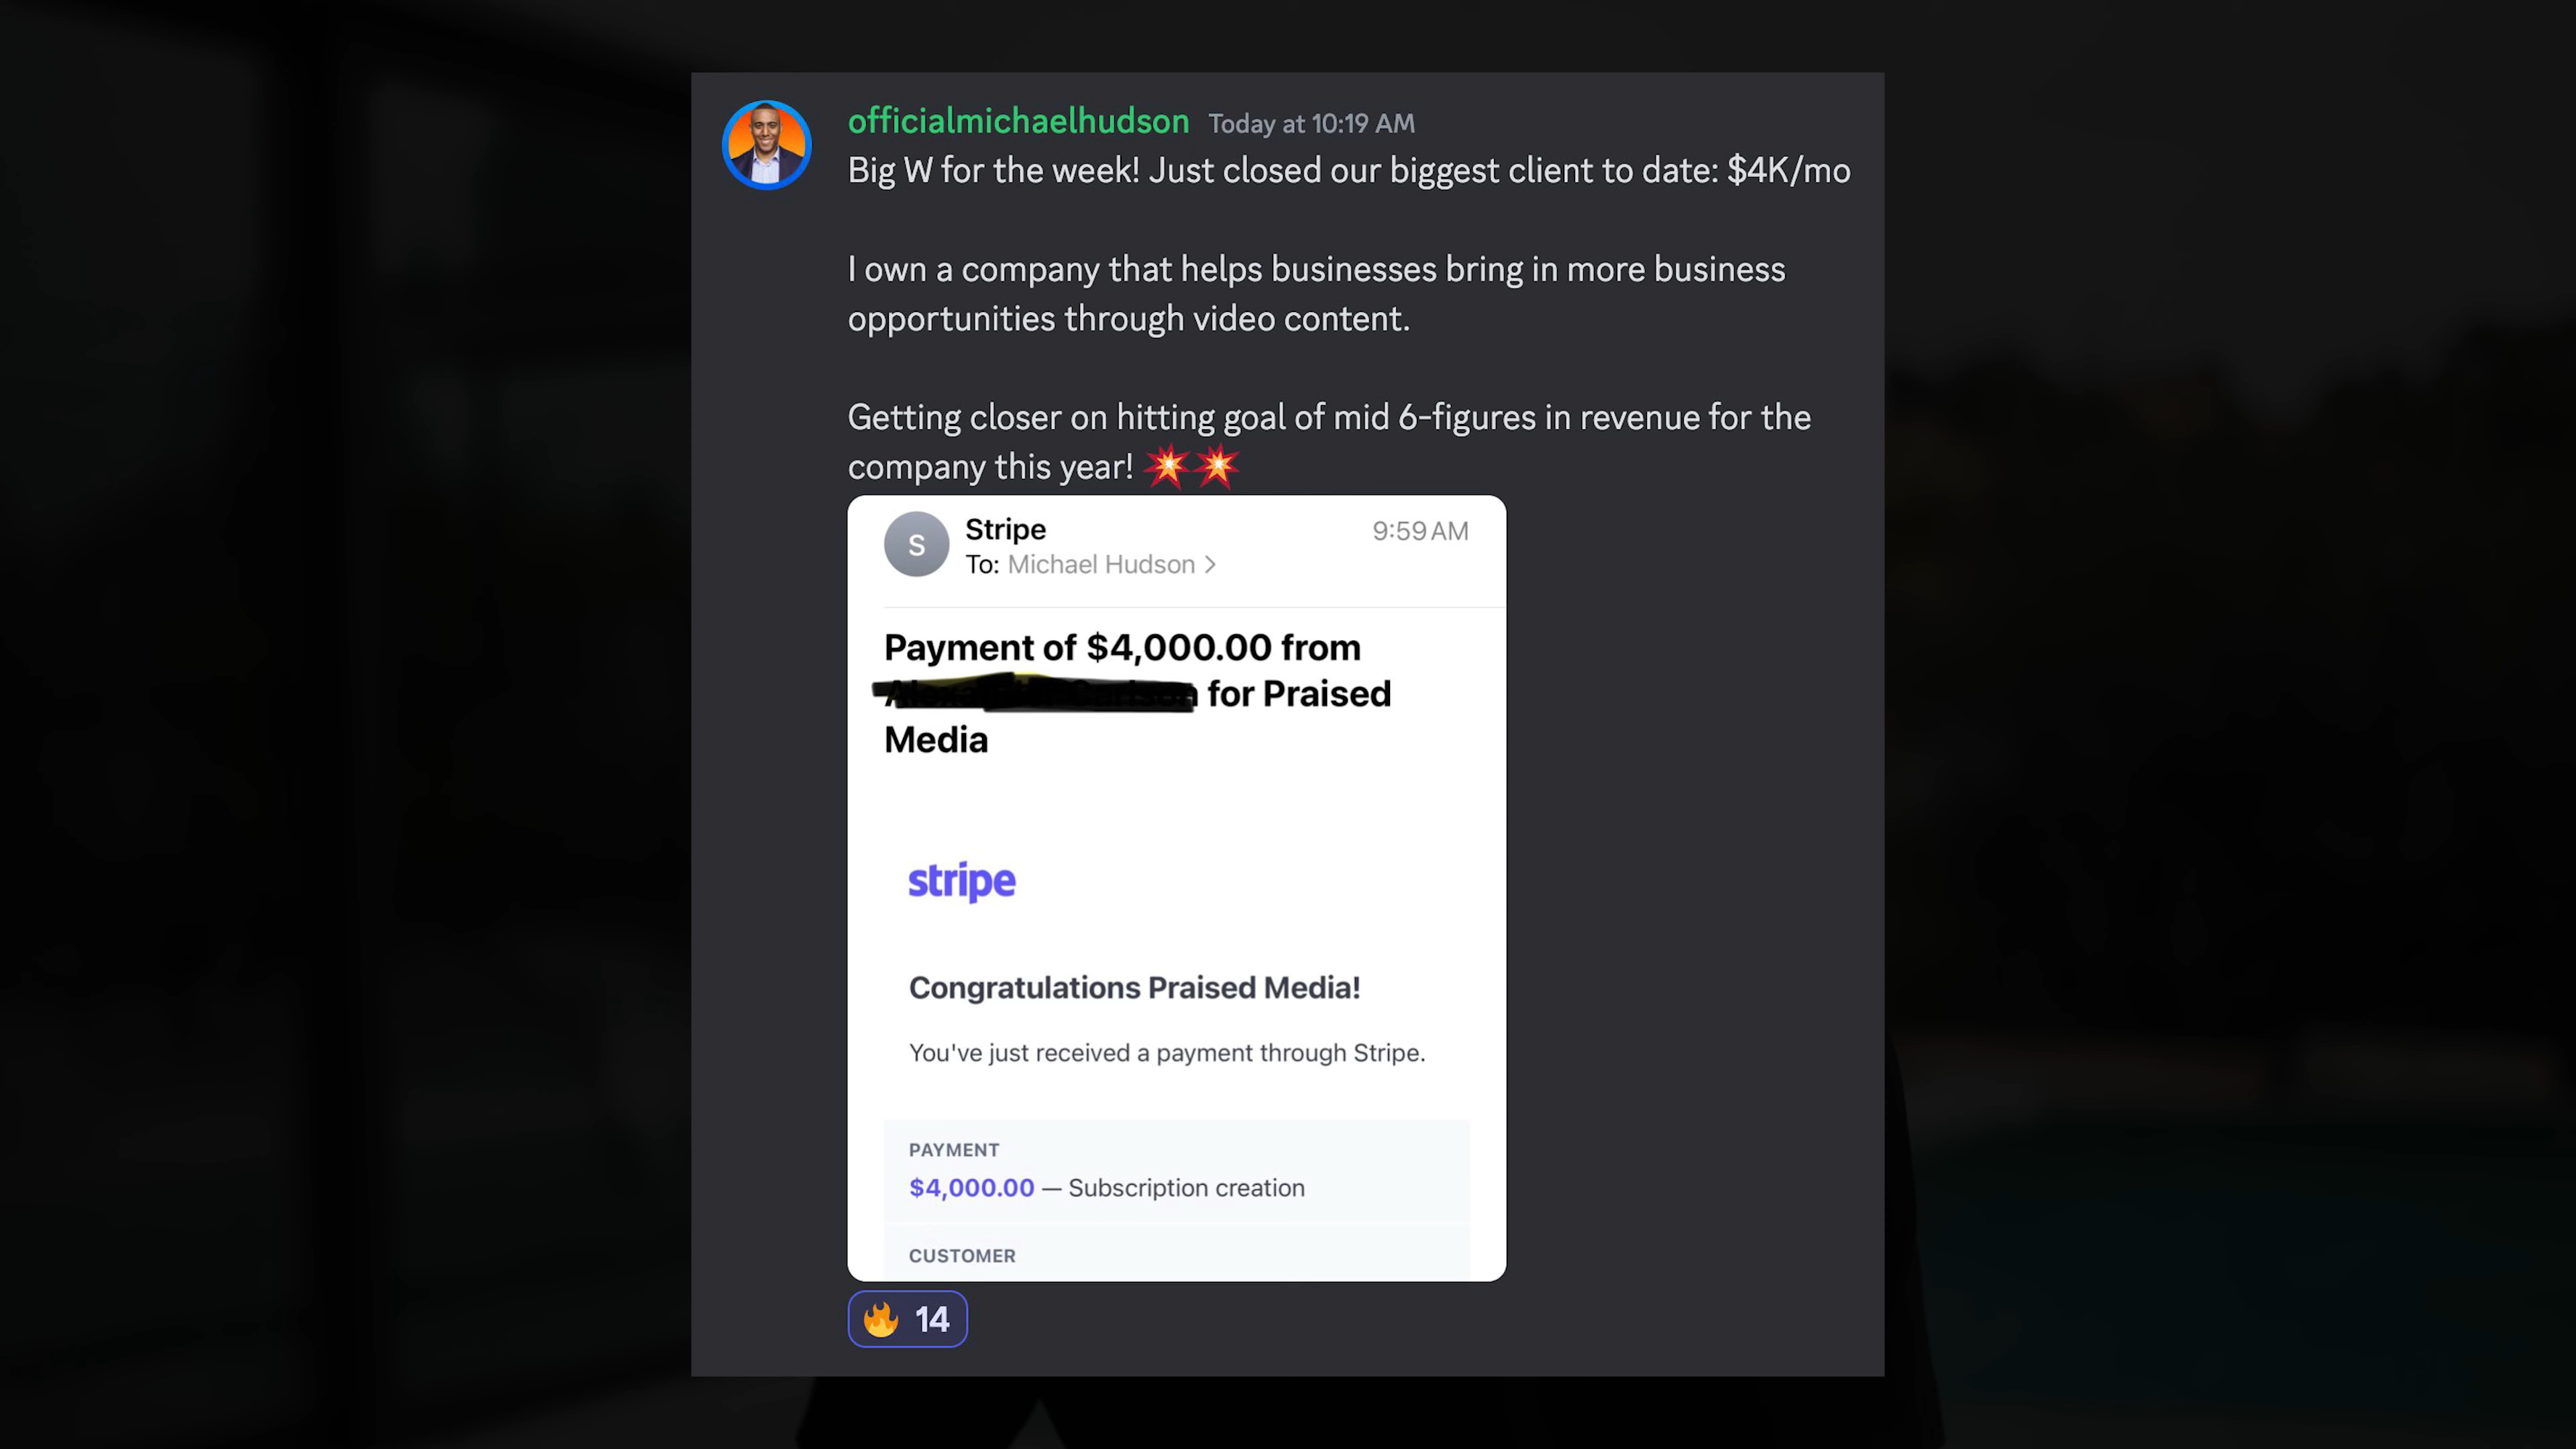 officialmichaelhudson Today at 10:19 AM
Big W for the week! Just closed our biggest client to date: $4K/mo
I own a company that helps businesses bring in more business
opportunities through video content.
Getting closer on hitting goal of mid 6-figures in revenue for the
company this year! 💥💥
S
Stripe 9:59 AM
To: Michael Hudson >
Payment of $4,000.00 from
for Praised
Media
stripe
Congratulations Praised Media!
You've just received a payment through Stripe.
PAYMENT
$4,000.00 — Subscription creation
CUSTOMER
🔥 14